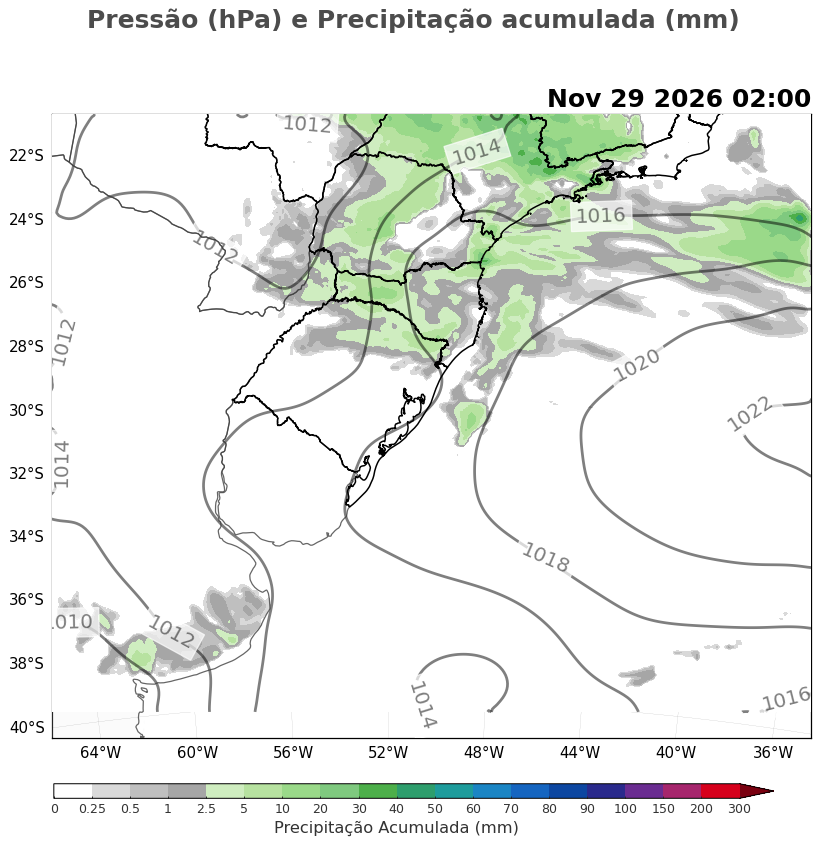 Pressão (hPa) e Precipitação acumulada (mm)
Nov 29 2026 02:00
1012
1014
1016
1012
1012
1020
1022
1014
1018
1010
1012
1014
1016
22°S
24°S
26°S
28°S
30°S
32°S
34°S
36°S
38°S
40°S
64°W 60°W 56°W 52°W 48°W 44°W 40°W 36°W
0 0.25 0.5 1 2.5 5 10 20 30 40 50 60 70 80 90 100 150 200 300
Precipitação Acumulada (mm)